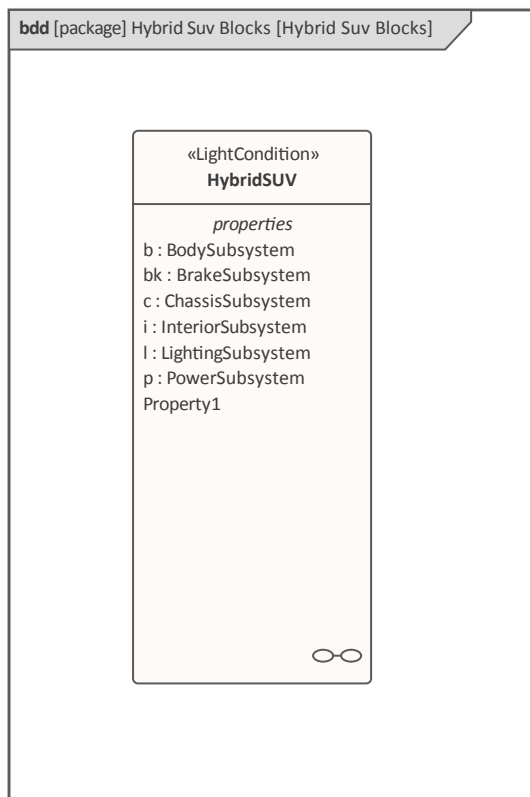 bdd [package] Hybrid Suv Blocks [Hybrid Suv Blocks]
«LightCondition»
HybridSUV
properties
b : BodySubsystem
bk : BrakeSubsystem
c : ChassisSubsystem
i : InteriorSubsystem
l : LightingSubsystem
p : PowerSubsystem
Property1